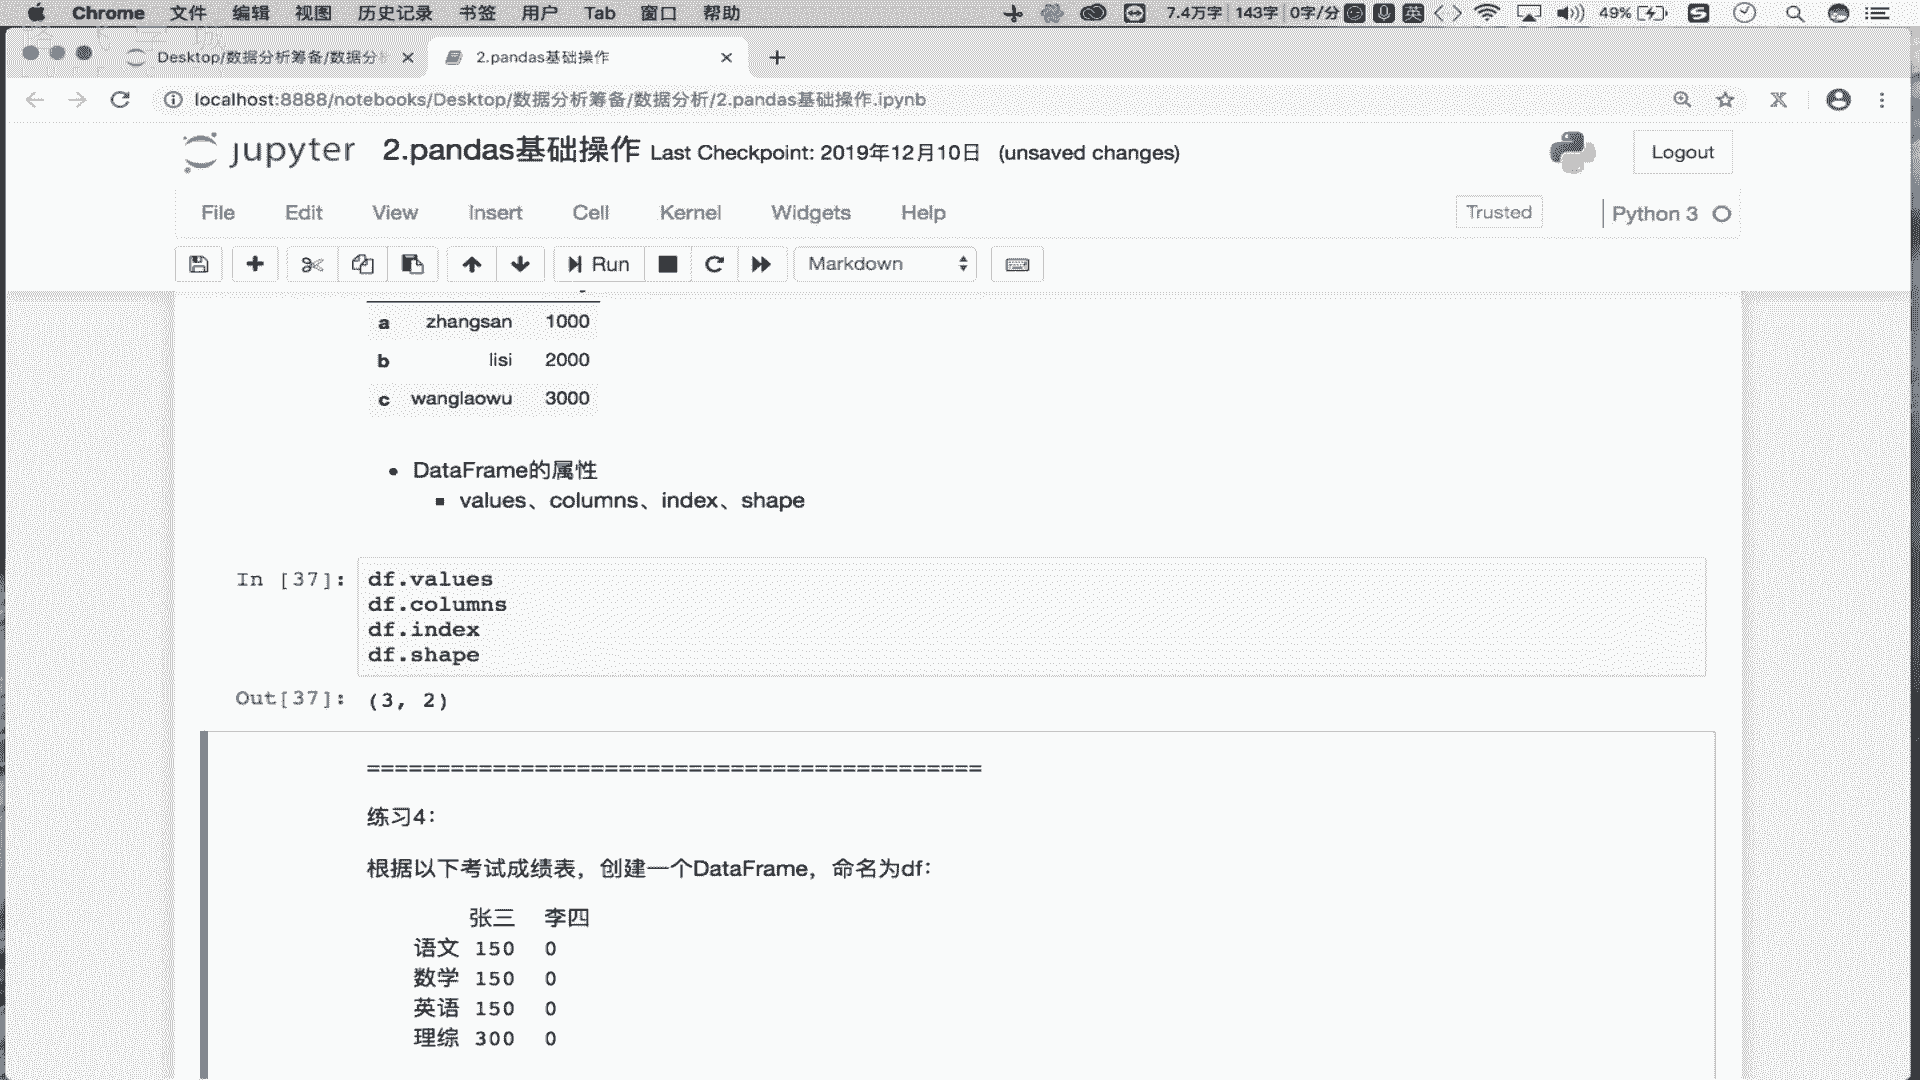 Chrome 文件 编辑 视图 历史记录 书签 用户 Tab 窗口 帮助 7.4万字 143字 0字/分 英 49%
Desktop/数据分析筹备/数据分 2.pandas基础操作
localhost:8888/notebooks/Desktop/数据分析筹备/数据分析/2.pandas基础操作.ipynb
jupyter 2.pandas基础操作 Last Checkpoint: 2019年12月10日 (unsaved changes) Logout
File Edit View Insert Cell Kernel Widgets Help Trusted Python 3
Run Markdown
a zhangsan 1000
b lisi 2000
c wanglaowu 3000
DataFrame的属性
values、columns、index、shape
In [37]: df.values
df.columns
df.index
df.shape
Out[37]: (3, 2)
============================================
练习4：
根据以下考试成绩表，创建一个DataFrame，命名为df：
张三 李四
语文 150 0
数学 150 0
英语 150 0
理综 300 0